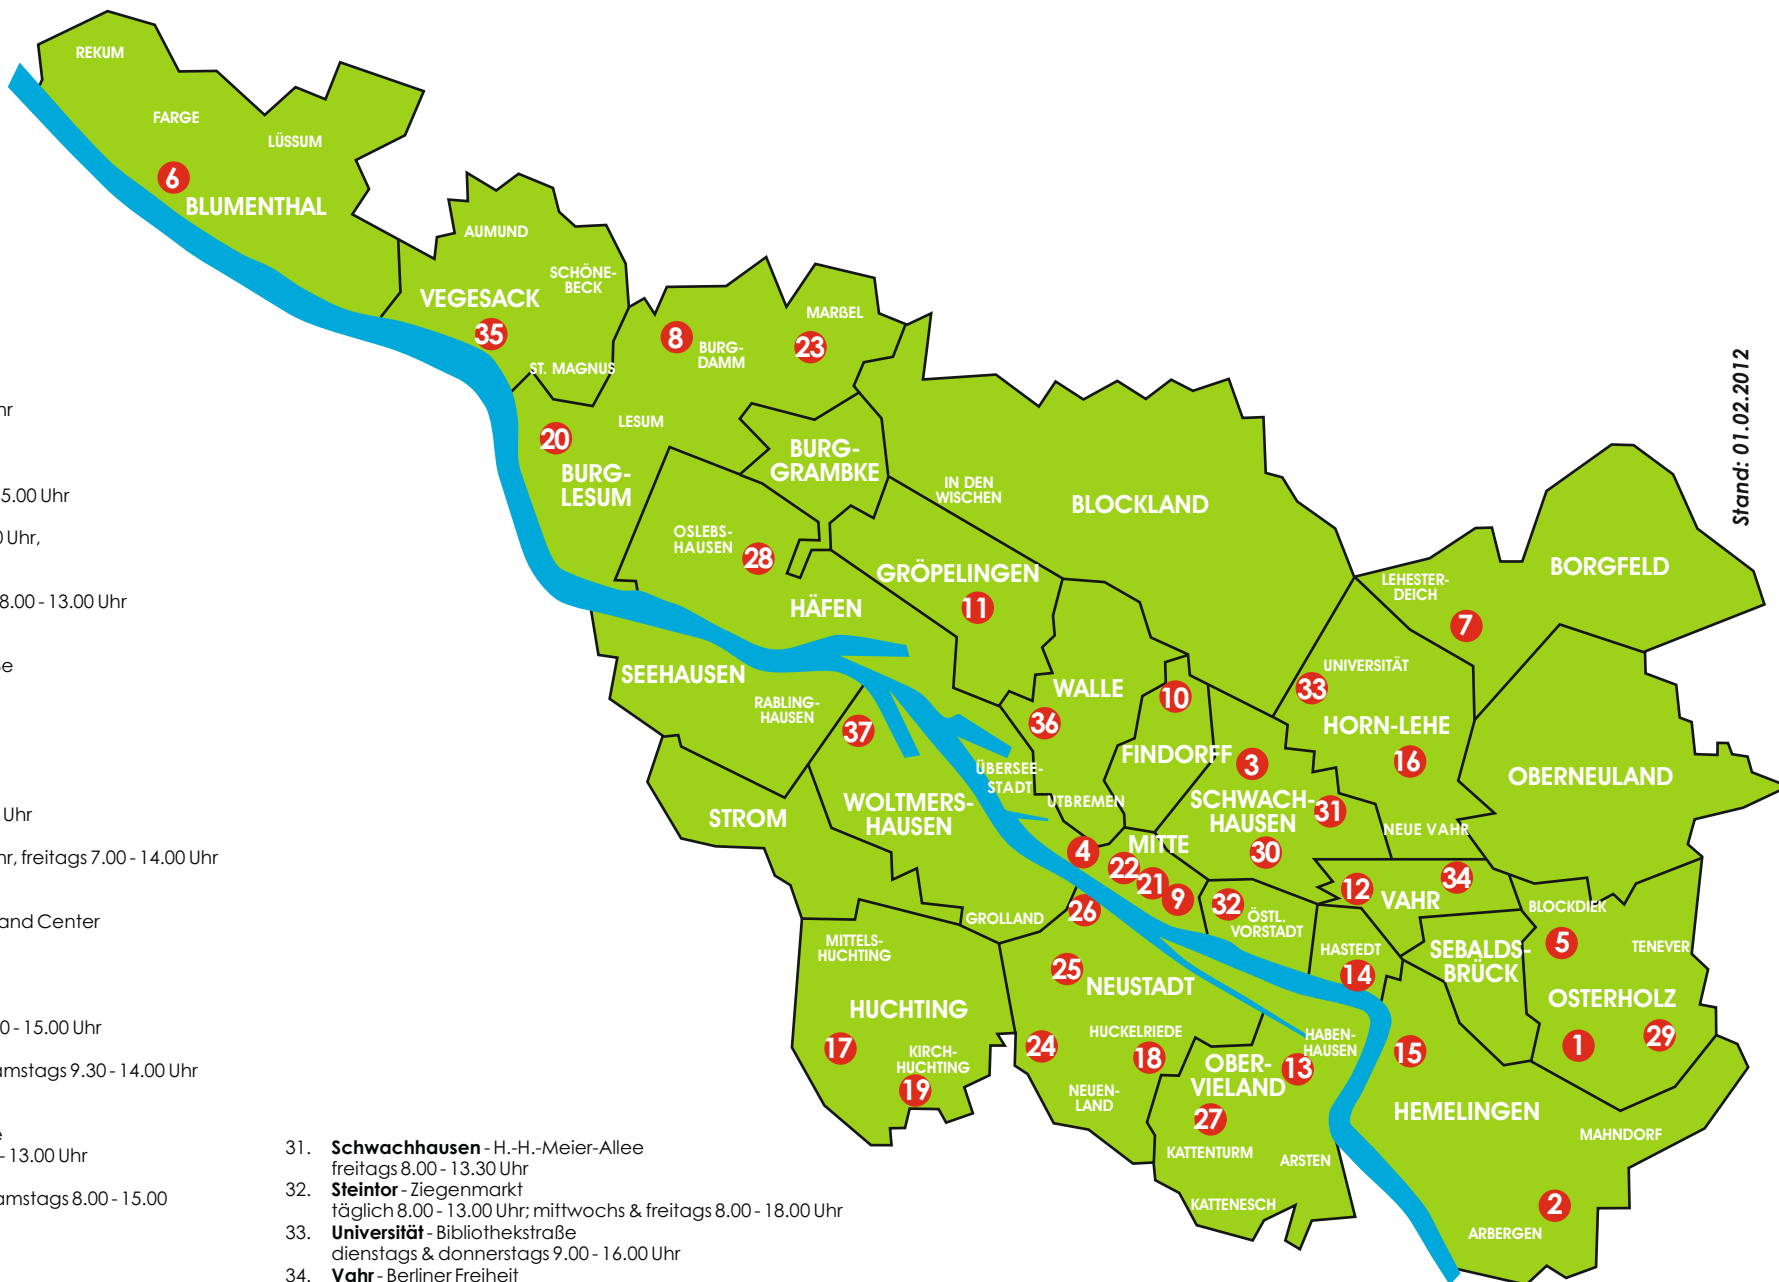 REKUM
FARGE
LÜSSUM
6
BLUMENTHAL
AUMUND
SCHÖNE-
BECK
VEGESACK
35
ST. MAGNUS
8
BURG-
DAMM
MARßEL
23
LESUM
20
BURG-
LESUM
BURG-
GRAMBKE
IN DEN
WISCHEN
BLOCKLAND
OSLEBS-
HAUSEN
28
GRÖPELINGEN
11
HÄFEN
LEHESTER-
DEICH
7
BORGFELD
Stand: 01.02.2012
SEEHAUSEN
RABLING-
HAUSEN
37
WALLE
36
10
FINDORFF
UNIVERSITÄT
33
HORN-LEHE
16
OBERNEULAND
3
SCHWACH-
HAUSEN
31
30
NEUE VAHR
ÜBERSEE-
STADT
UTBREMEN
STROM
WOLTMERS-
HAUSEN
MITTE
4
22
21
9
26
32
ÖSTL.
VORSTADT
12
34
VAHR
BLOCKDIEK
5
TENEVER
GROLLAND
MITTELS-
HUCHTING
HASTEDT
14
SEBALDS-
BRÜCK
OSTERHOLZ
1
29
25
NEUSTADT
HUCHTING
17
KIRCH-
HUCHTING
19
24
HUCKELRIEDE
18
NEUEN-
LAND
HABEN-
HAUSEN
13
OBER-
VIELAND
27
KATTENTURM
ARSTEN
KATTENESCH
15
HEMELINGEN
MAHNDORF
2
ARBERGEN
hr
5.00 Uhr
0 Uhr,
8.00 - 13.00 Uhr
ße
Uhr
hr, freitags 7.00 - 14.00 Uhr
and Center
0 - 15.00 Uhr
amstags 9.30 - 14.00 Uhr
e
- 13.00 Uhr
amstags 8.00 - 15.00
31. Schwachhausen - H.-H.-Meier-Allee
freitags 8.00 - 13.30 Uhr
32. Steintor - Ziegenmarkt
täglich 8.00 - 13.00 Uhr; mittwochs & freitags 8.00 - 18.00 Uhr
33. Universität - Bibliothekstraße
dienstags & donnerstags 9.00 - 16.00 Uhr
34. Vahr - Berliner Freiheit